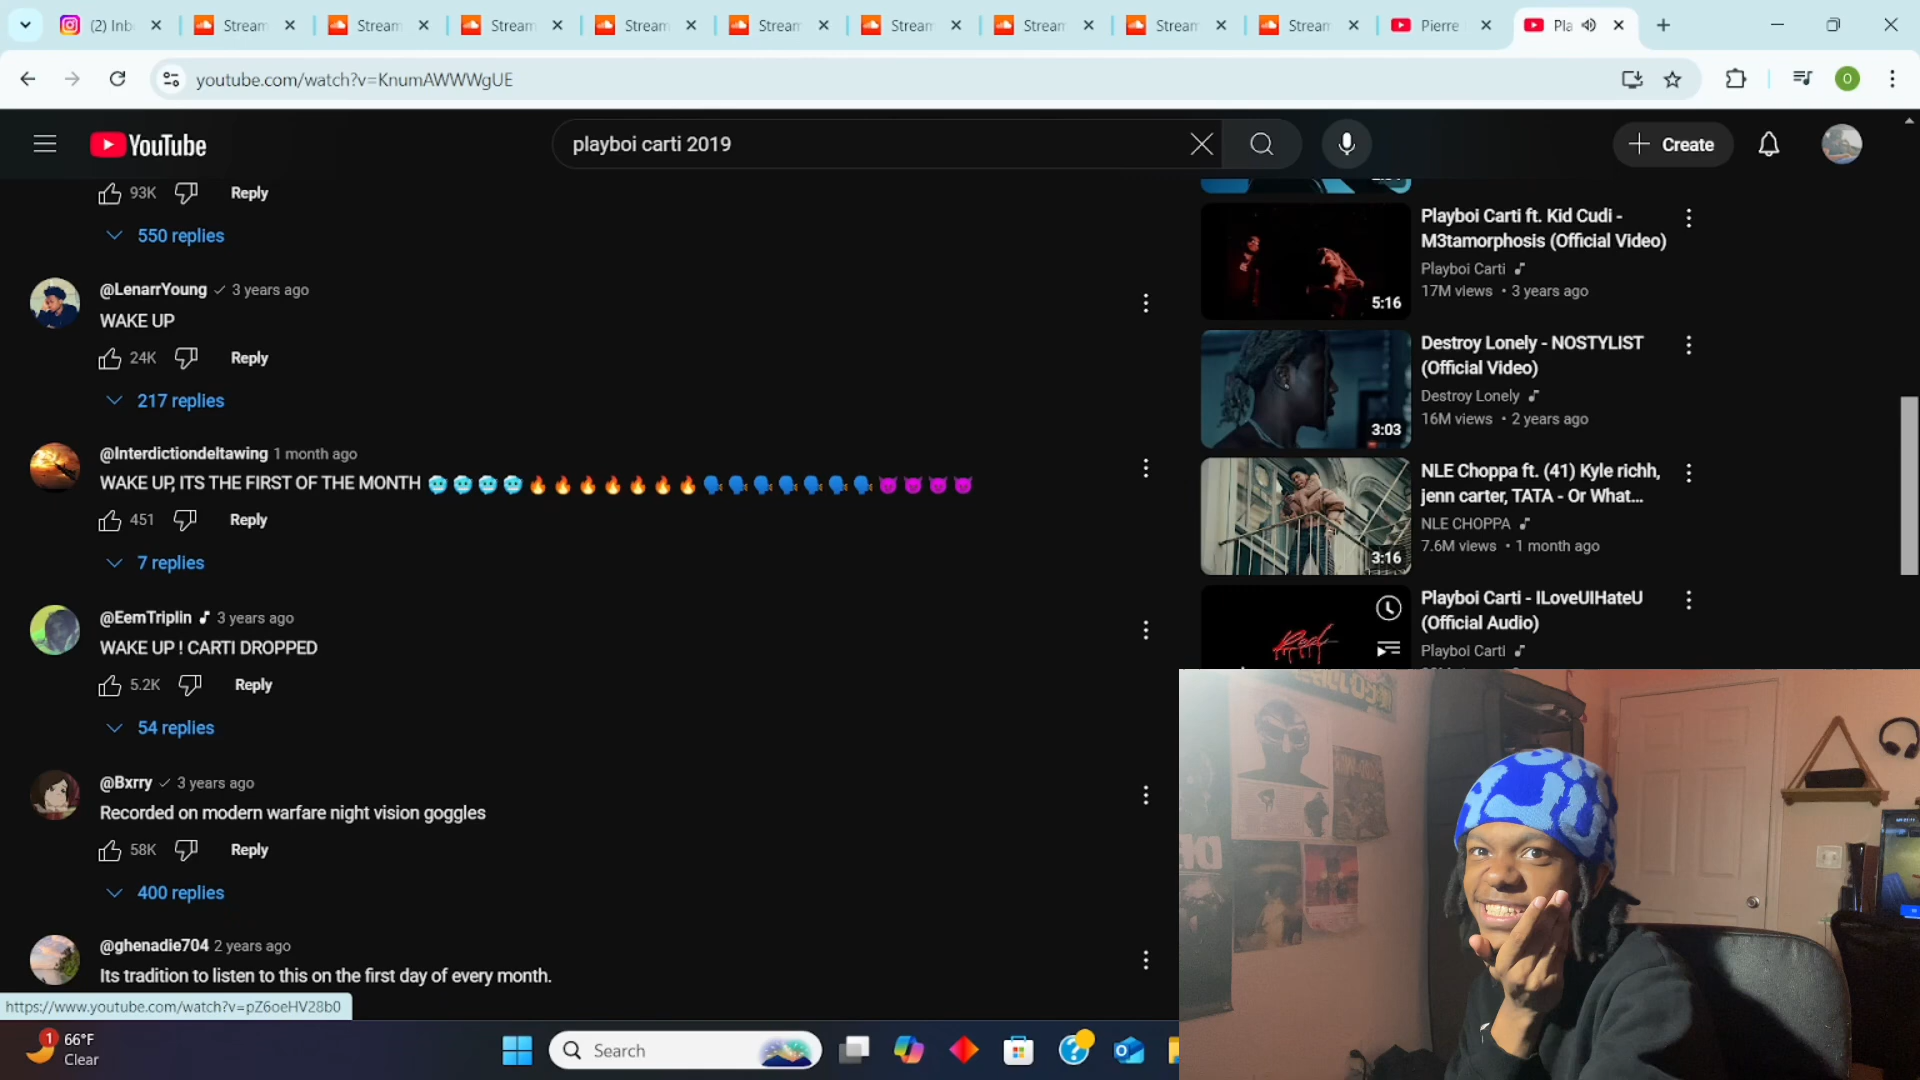 (2) Inb
Stream
Stream
Stream
Stream
Stream
Stream
Stream
Stream
Stream
Pierre
Pla
youtube.com/watch?v=KnumAWWWgUE
O
YouTube
playboi carti 2019
Create
93K
Reply
550 replies
@LenarrYoung 3 years ago
WAKE UP
24K
Reply
217 replies
@Interdictiondeltawing 1 month ago
WAKE UP, ITS THE FIRST OF THE MONTH 🥶🥶🥶🥶🔥🔥🔥🔥🔥🔥🔥🗣🗣🗣🗣🗣🗣🗣😈😈😈😈
451
Reply
7 replies
@EemTriplin 3 years ago
WAKE UP ! CARTI DROPPED
5.2K
Reply
54 replies
@Bxrry 3 years ago
Recorded on modern warfare night vision goggles
58K
Reply
400 replies
@ghenadie704 2 years ago
Its tradition to listen to this on the first day of every month.
https://www.youtube.com/watch?v=pZ6oeHV28b0
Playboi Carti ft. Kid Cudi -
M3tamorphosis (Official Video)
Playboi Carti
17M views • 3 years ago
5:16
Destroy Lonely - NOSTYLIST
(Official Video)
Destroy Lonely
16M views • 2 years ago
3:03
NLE Choppa ft. (41) Kyle richh,
jenn carter, TATA - Or What...
NLE CHOPPA
7.6M views • 1 month ago
3:16
Playboi Carti - ILoveUIHateU
(Official Audio)
Playboi Carti
Red
1
66°F
Clear
Search